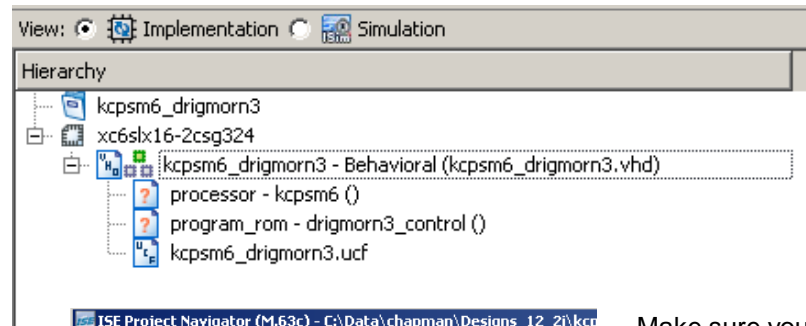 View: Implementation Simulation
Hierarchy
kcpsm6_drigmorn3
xc6slx16-2csg324
kcpsm6_drigmorn3 - Behavioral (kcpsm6_drigmorn3.vhd)
processor - kcpsm6 ()
program_rom - drigmorn3_control ()
kcpsm6_drigmorn3.ucf
ISE Project Navigator (M.63c) - C:\Data\chapman\Designs_12_2i\kcp
Make sure you